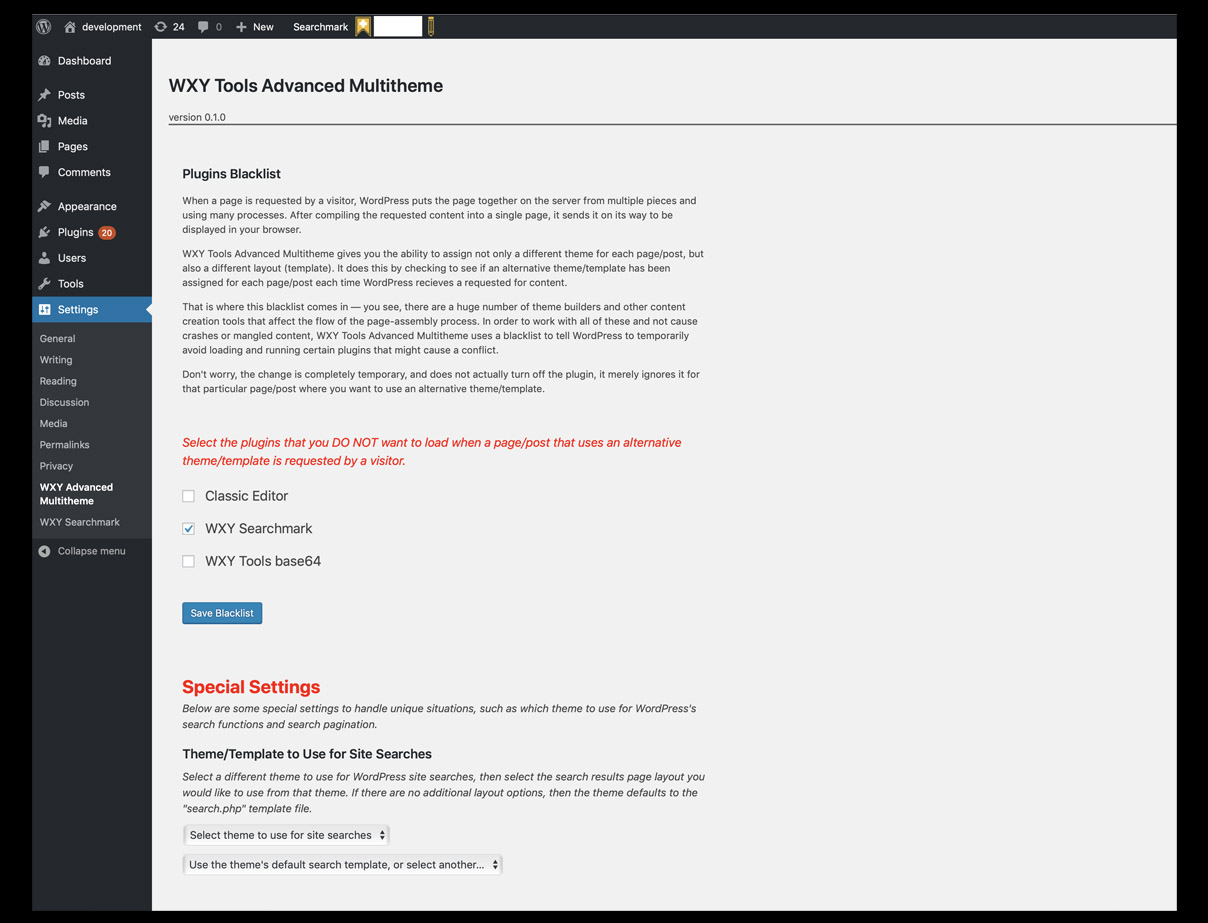 development 24 0 New Searchmark
Dashboard
Posts
Media
Pages
Comments
Appearance
Plugins 20
Users
Tools
Settings
General
Writing
Reading
Discussion
Media
Permalinks
Privacy
WXY Advanced
Multitheme
WXY Searchmark
Collapse menu
WXY Tools Advanced Multitheme
version 0.1.0
Plugins Blacklist
When a page is requested by a visitor, WordPress puts the page together on the server from multiple pieces and
using many processes. After compiling the requested content into a single page, it sends it on its way to be
displayed in your browser.
WXY Tools Advanced Multitheme gives you the ability to assign not only a different theme for each page/post, but
also a different layout (template). It does this by checking to see if an alternative theme/template has been
assigned for each page/post each time WordPress recieves a requested for content.
That is where this blacklist comes in — you see, there are a huge number of theme builders and other content
creation tools that affect the flow of the page-assembly process. In order to work with all of these and not cause
crashes or mangled content, WXY Tools Advanced Multitheme uses a blacklist to tell WordPress to temporarily
avoid loading and running certain plugins that might cause a conflict.
Don't worry, the change is completely temporary, and does not actually turn off the plugin, it merely ignores it for
that particular page/post where you want to use an alternative theme/template.
Select the plugins that you DO NOT want to load when a page/post that uses an alternative
theme/template is requested by a visitor.
Classic Editor
WXY Searchmark
WXY Tools base64
Save Blacklist
Special Settings
Below are some special settings to handle unique situations, such as which theme to use for WordPress's
search functions and search pagination.
Theme/Template to Use for Site Searches
Select a different theme to use for WordPress site searches, then select the search results page layout you
would like to use from that theme. If there are no additional layout options, then the theme defaults to the
"search.php" template file.
Select theme to use for site searches
Use the theme's default search template, or select another...